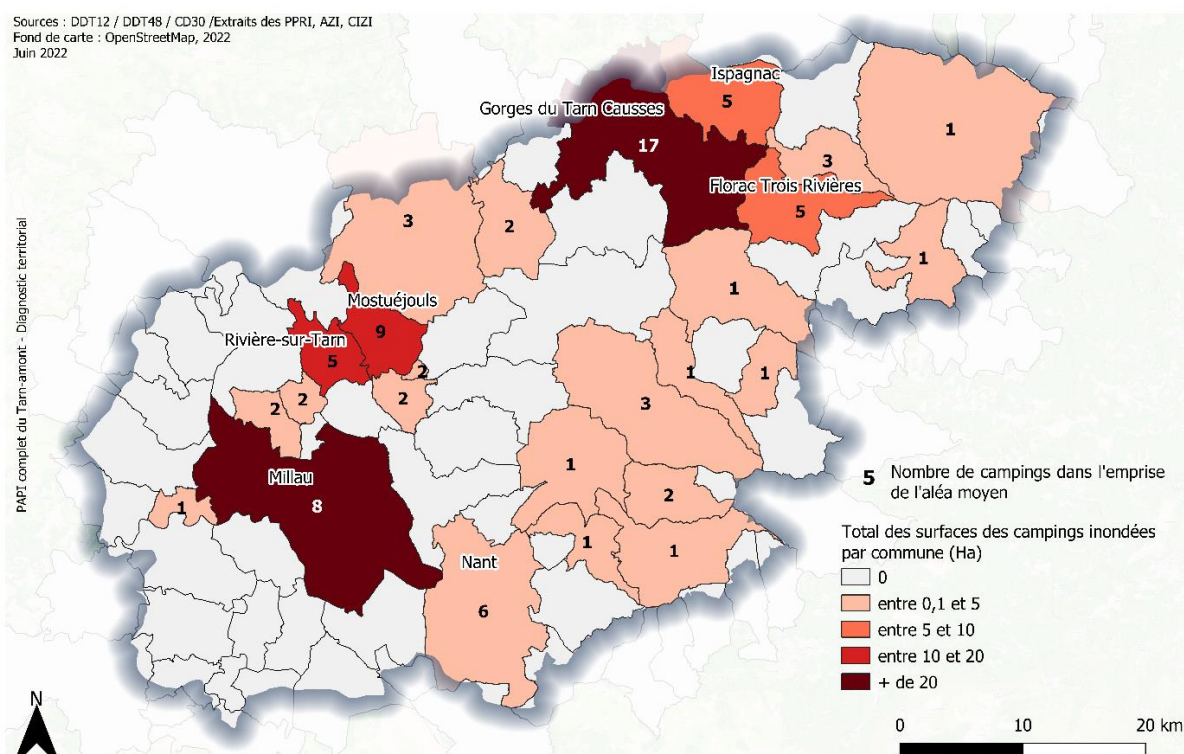 Sources : DDT12 / DDT48 / CD30 /Extraits des PPRI, AZI, CIZI
Fond de carte : OpenStreetMap, 2022
Juin 2022
Ispagnac
5
Gorges du Tarn Causses
17
1
3
Florac Trois Rivières
5
3
2
1
1
Mostuéjouls
9
Rivière-sur-Tarn
5
2
2
2
2
1
1
3
Millau
8
1
1
2
Nant
6
1
1
PAPI complet du Tarn-amont - Diagnostic territorial
5 Nombre de campings dans l'emprise
de l'aléa moyen
Total des surfaces des campings inondées
par commune (Ha)
0
entre 0,1 et 5
entre 5 et 10
entre 10 et 20
+ de 20
N
0 10 20 km